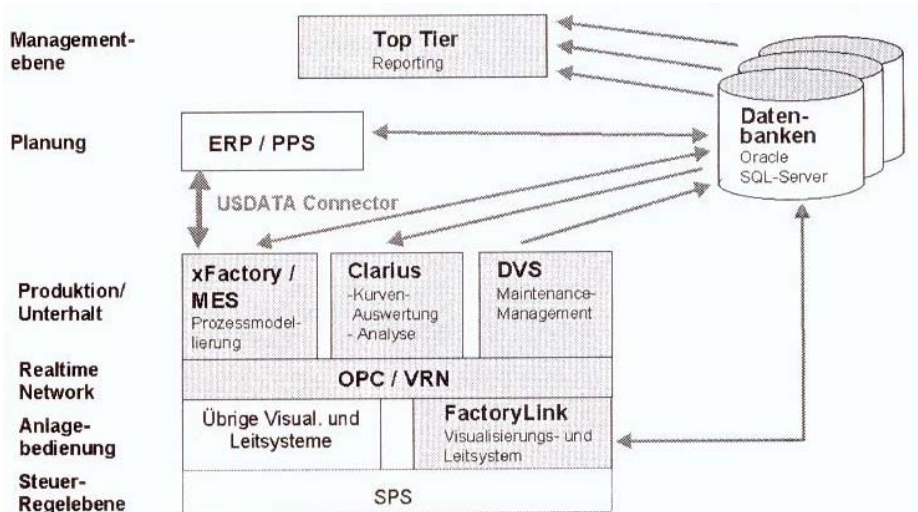 Management-
ebene
Top Tier
Reporting
Daten-
banken
Oracle
SQL-Server
Planung
ERP / PPS
USDATA Connector
Produktion/
Unterhalt
xFactory /
MES
Prozessmodel-
lierung
Clarius
-Kurven-
Auswertung
- Analyse
DVS
Maintenance-
Management
Realtime
Network
OPC / VRN
Anlage-
bedienung
Übrige Visual. und
Leitsysteme
FactoryLink
Visualisierungs- und
Leitsystem
Steuer-
Regelebene
SPS